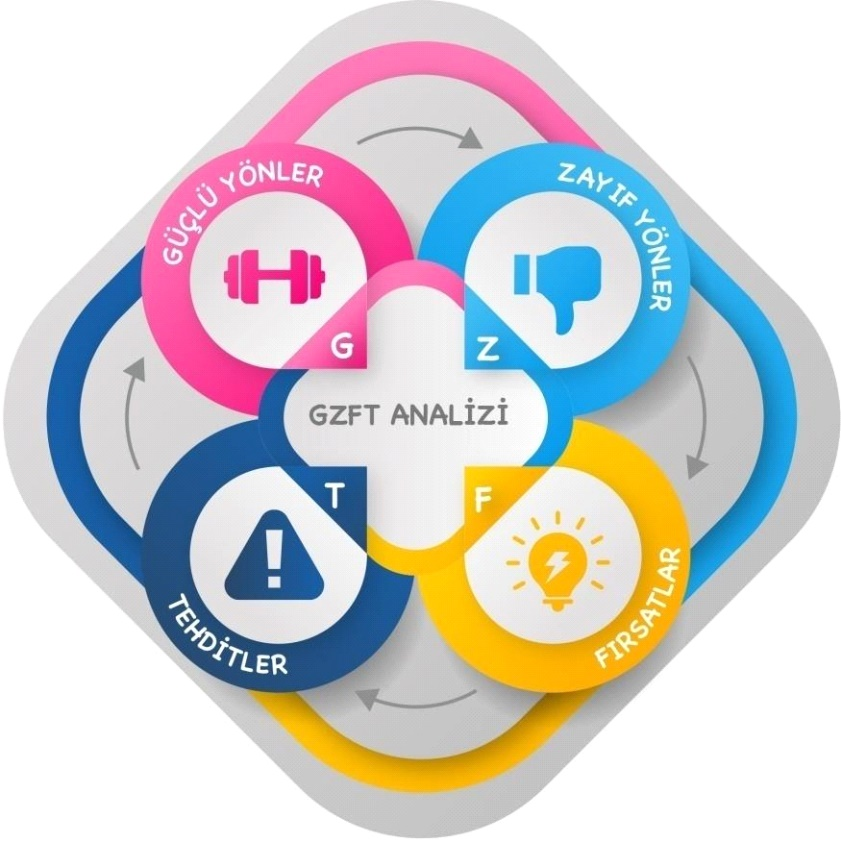 GÜÇLÜ YÖNLER
ZAYIF YÖNLER
G
Z
GZFT ANALİZİ
T
F
TEHDİTLER
FIRSATLAR